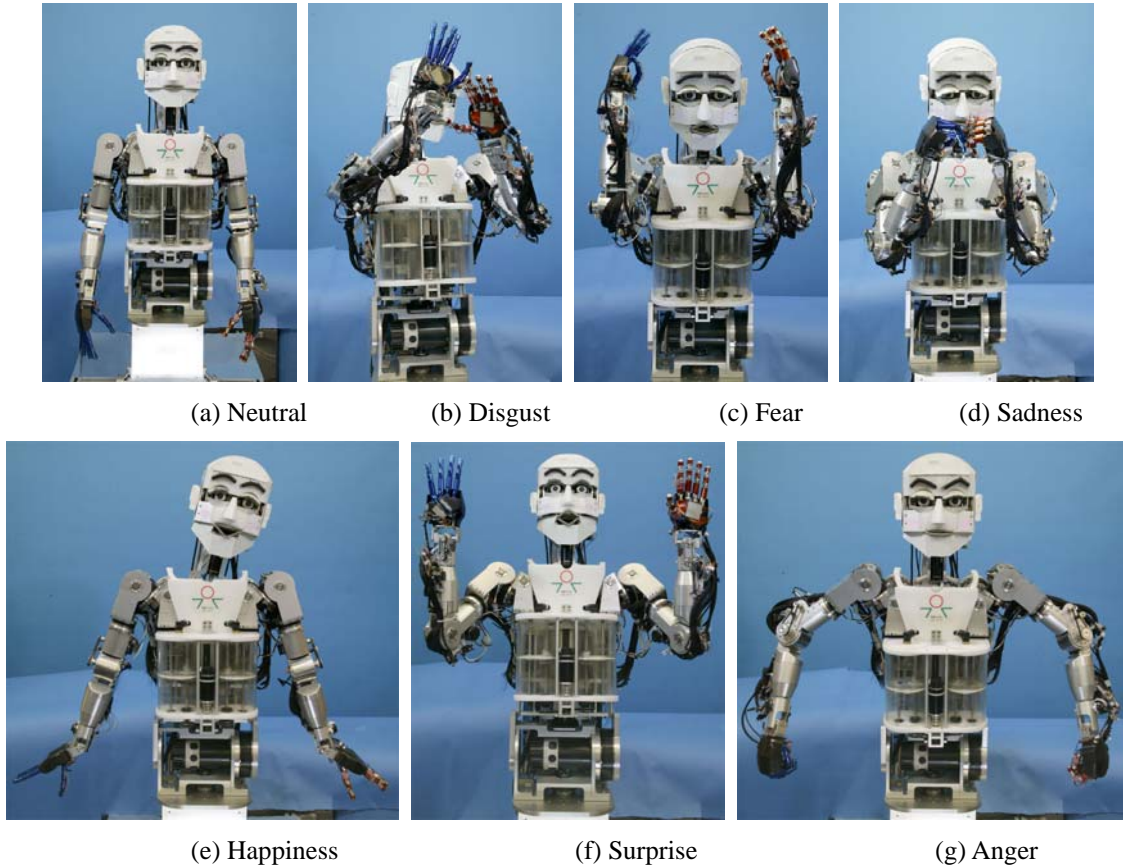 (a) Neutral
(b) Disgust
(c) Fear
(d) Sadness
(e) Happiness
(f) Surprise
(g) Anger